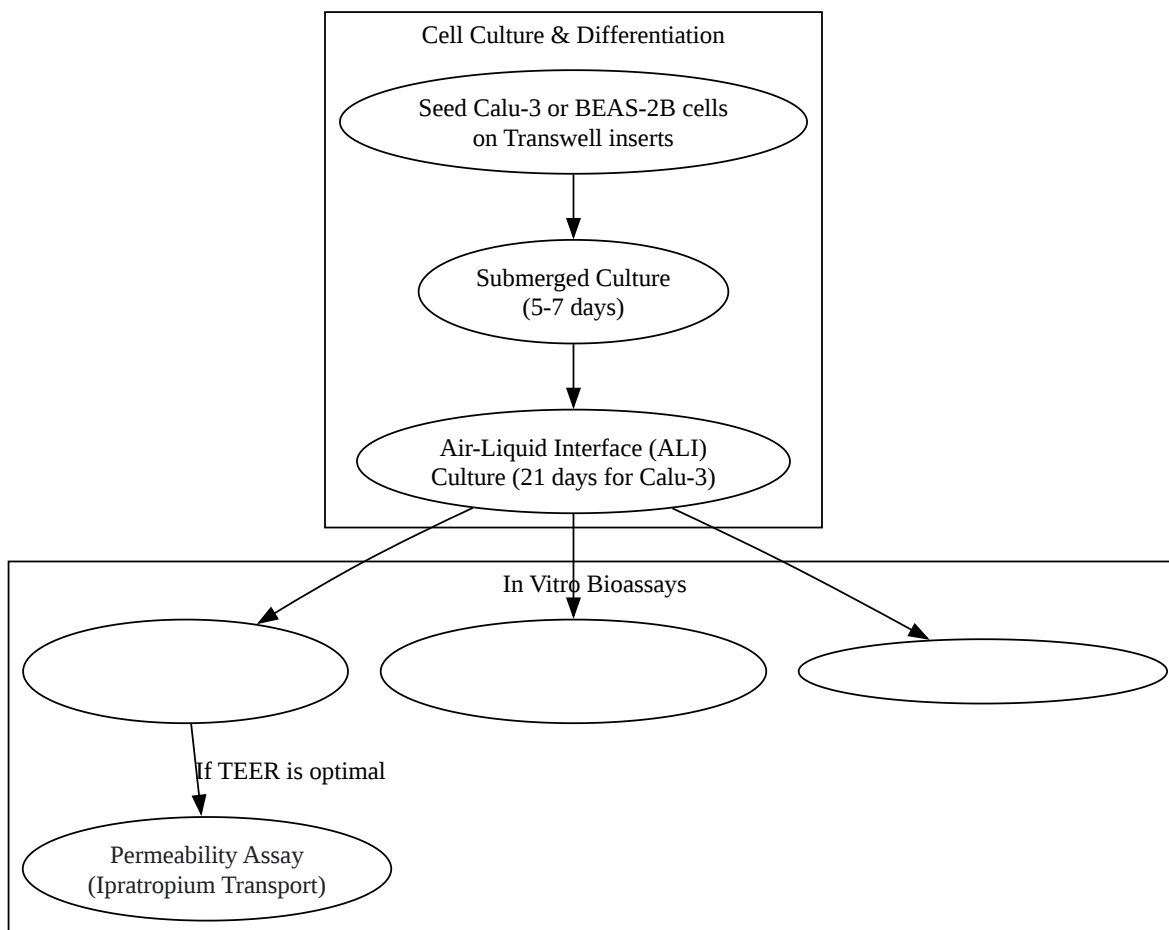 Cell Culture & Differentiation
Seed Calu-3 or BEAS-2B cells
on Transwell inserts
Submerged Culture
(5-7 days)
Air-Liquid Interface (ALI)
Culture (21 days for Calu-3)
In Vitro Bioassays
If TEER is optimal
Permeability Assay
(Ipratropium Transport)